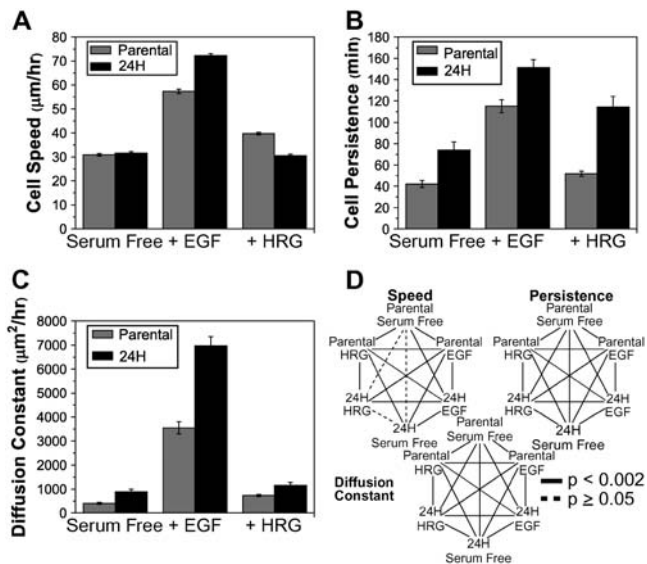 A
Cell Speed (μm/hr)
80
70
60
50
40
30
20
10
0
Parental
24H
Serum Free + EGF + HRG
B
Cell Persistence (min)
200
180
160
140
120
100
80
60
40
20
0
Parental
24H
Serum Free + EGF + HRG
C
Diffusion Constant (μm²/hr)
8000
7000
6000
5000
4000
3000
2000
1000
0
Parental
24H
Serum Free + EGF + HRG
D
Speed
Parental
Serum Free
Parental
HRG
Parental
EGF
24H
HRG
24H
EGF
24H
Serum Free
Persistence
Parental
Serum Free
Parental
HRG
Parental
EGF
24H
HRG
24H
EGF
24H
Serum Free
Diffusion
Constant
Parental
Serum Free
Parental
HRG
Parental
EGF
24H
HRG
24H
EGF
24H
Serum Free
p < 0.002
p ≥ 0.05